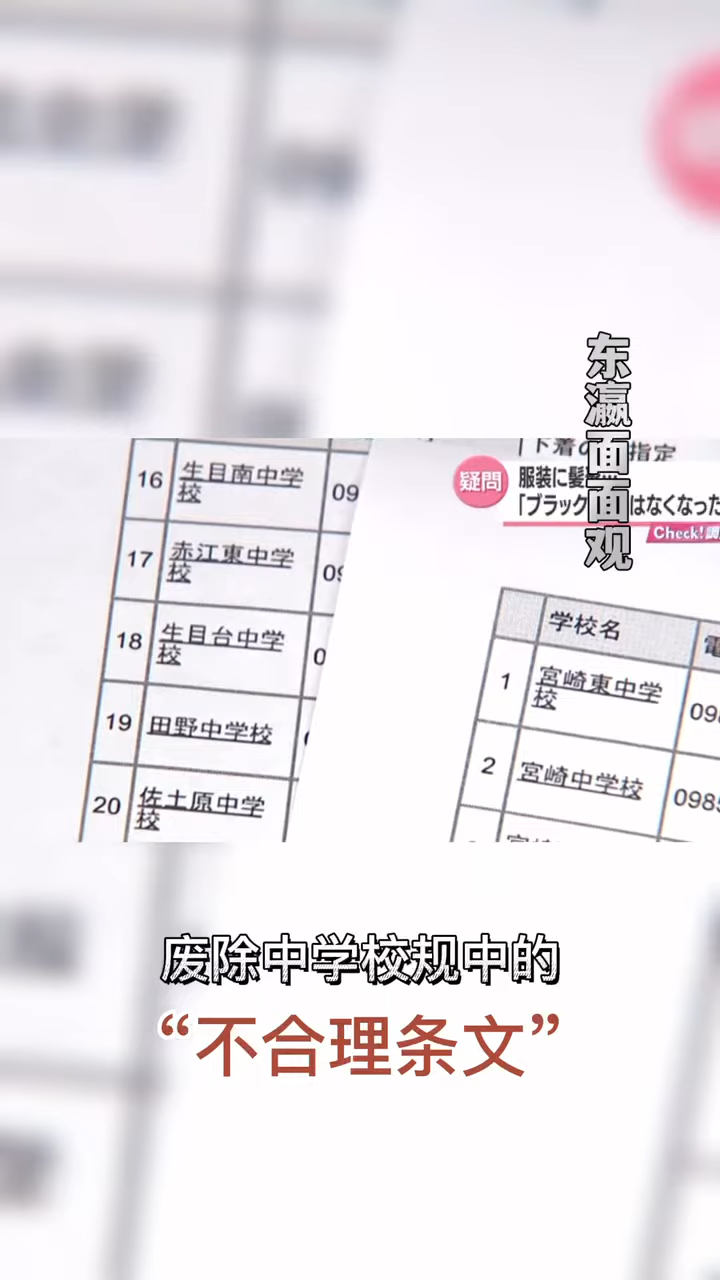 东瀛面面观
下着の
指定
疑問
服装に髪
「ブラック
はなくなった
Check!
16
生目南中学
校
09
17
赤江東中学
校
09
18
生目台中学
校
0
19
田野中学校
20
佐土原中学
校
学校名
電
1
宮崎東中学
校
098
2
宮崎中学校
0985
废除中学校规中的
“不合理条文”